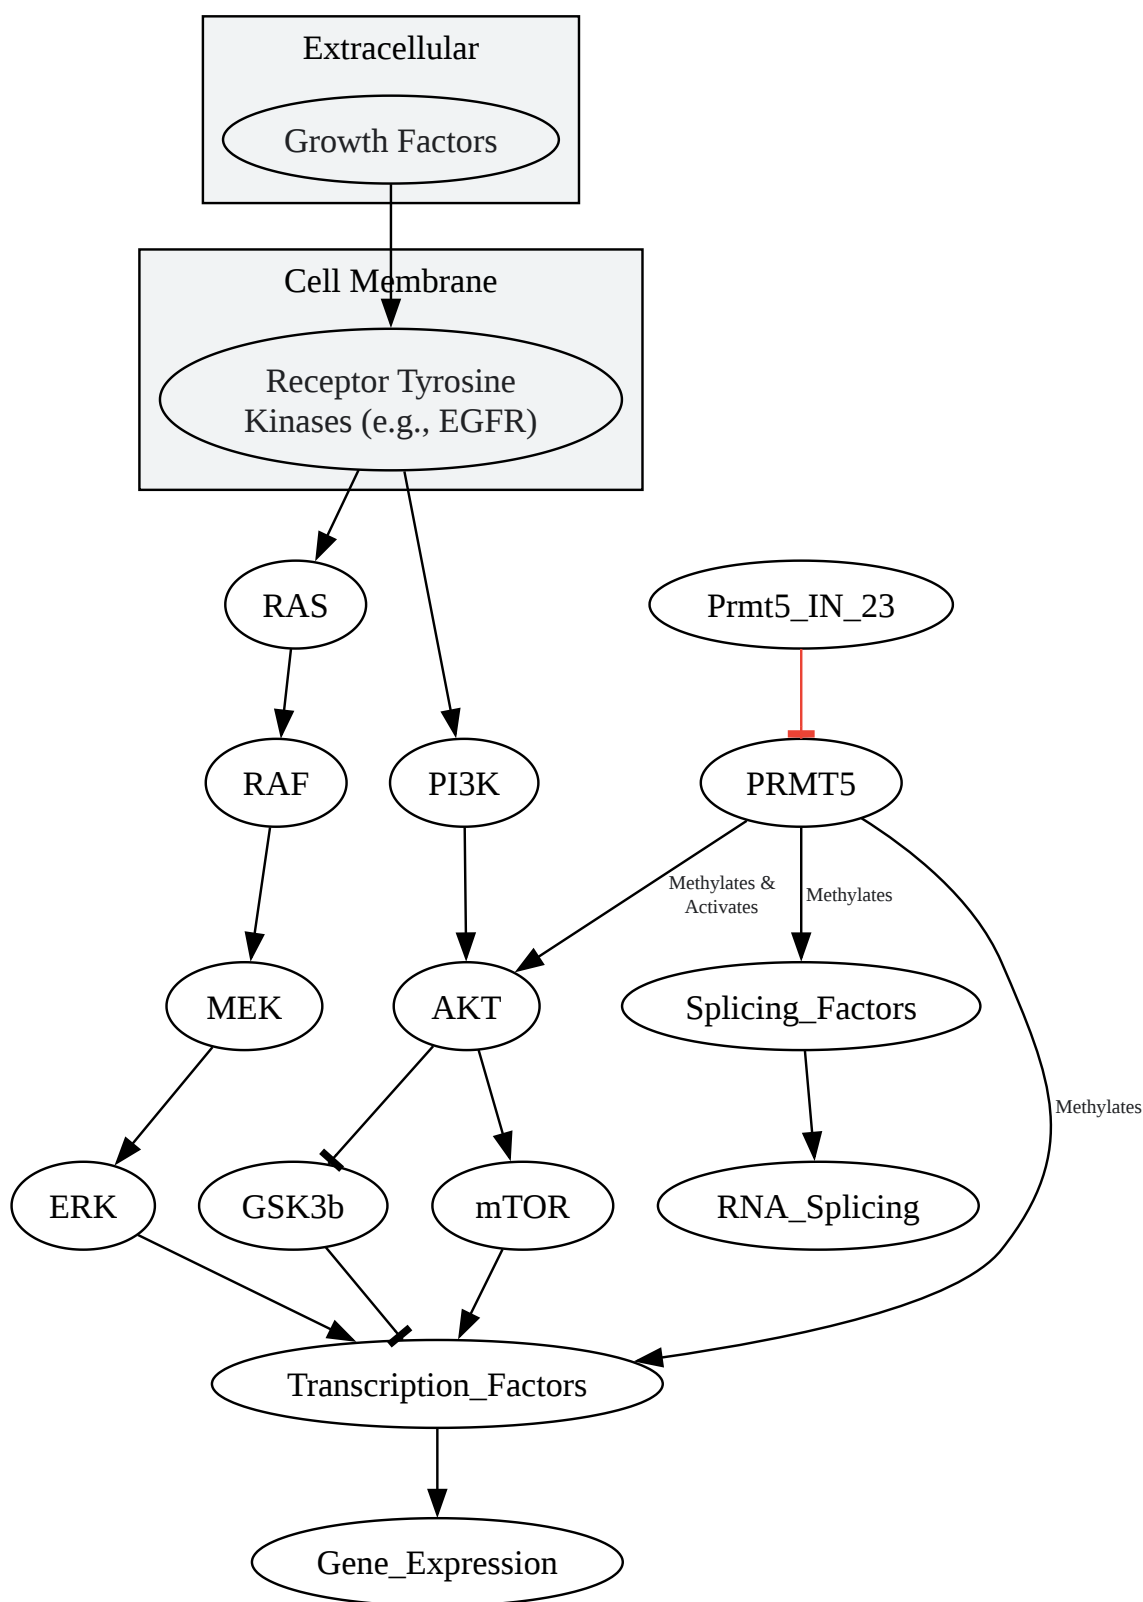 Extracellular
Growth Factors
Cell Membrane
Receptor Tyrosine
Kinases (e.g., EGFR)
RAS
Prmt5_IN_23
RAF
PI3K
PRMT5
Methylates &
Activates
Methylates
MEK
AKT
Splicing_Factors
Methylates
ERK
GSK3b
mTOR
RNA_Splicing
Transcription_Factors
Gene_Expression